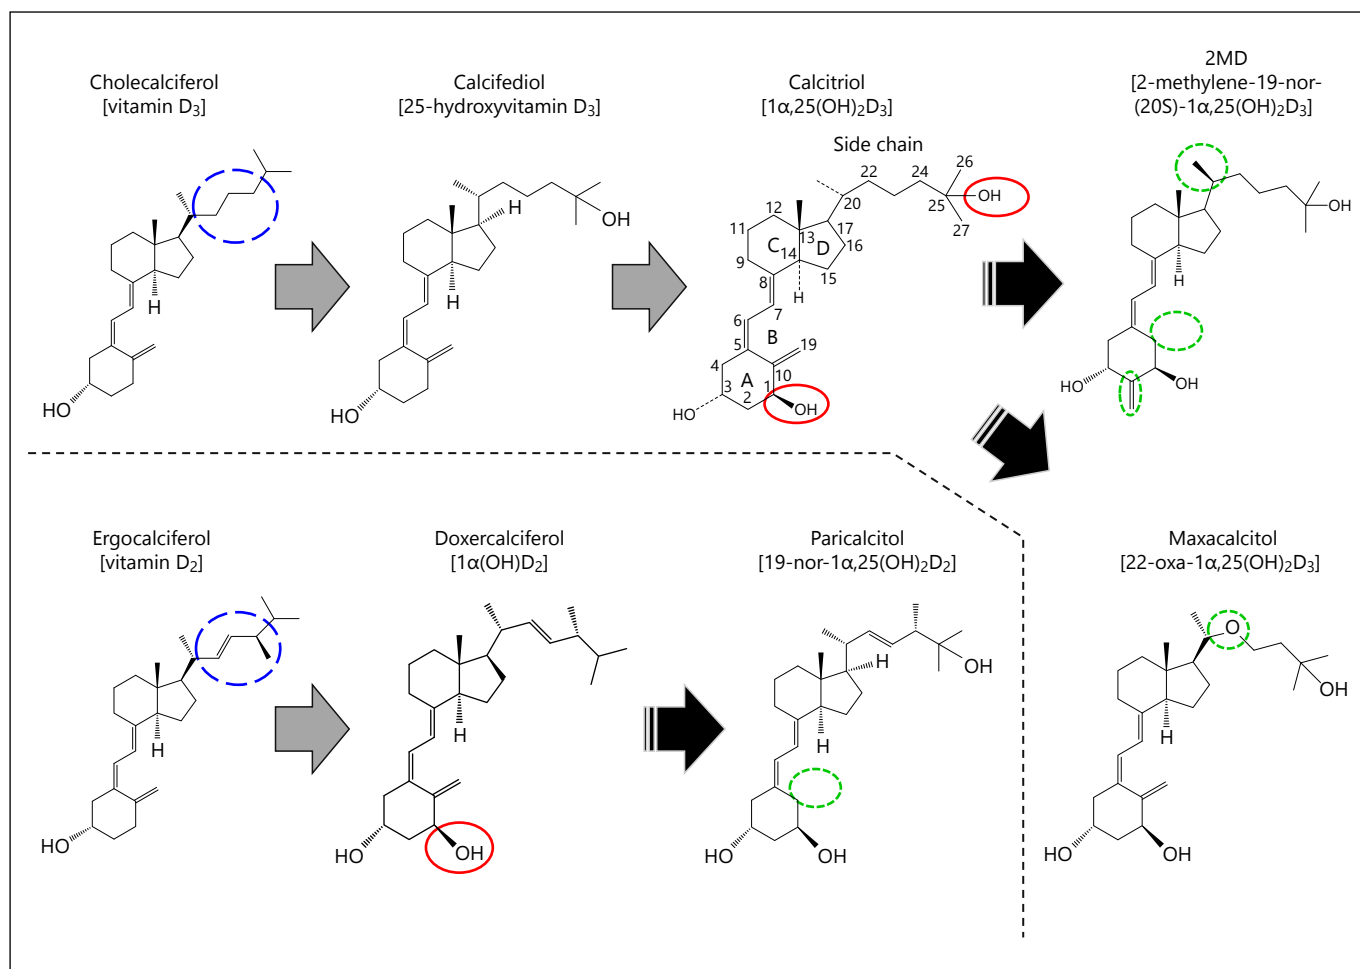 Cholecalciferol
[vitamin D3]
Calcifediol
[25-hydroxyvitamin D3]
Calcitriol
[1α,25(OH)2D3]
2MD
[2-methylene-19-nor-
(20S)-1α,25(OH)2D3]
H
HO
H
OH
H
HO
Side chain
26
22
24
OH
20
25
27
12
17
11
13
C
D
16
14
9
15
8
H
7
6
B
5
19
4
10
A
3
1
2
HO
OH
OH
H
HO
OH
Ergocalciferol
[vitamin D2]
Doxercalciferol
[1α(OH)D2]
Paricalcitol
[19-nor-1α,25(OH)2D2]
Maxacalcitol
[22-oxa-1α,25(OH)2D3]
H
HO
H
HO
OH
H
OH
H
HO
OH
O
OH
H
HO
OH